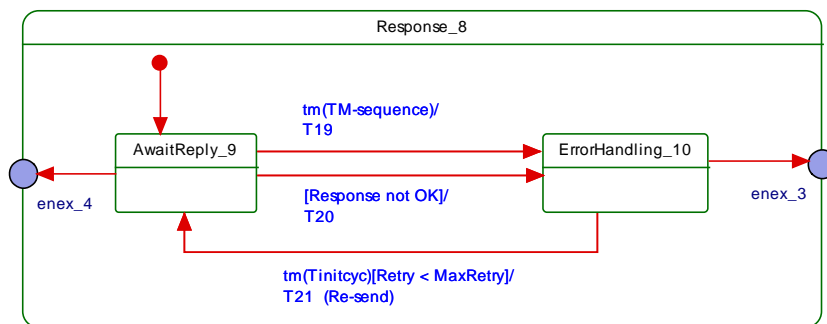 Response_8
tm(TM-sequence)/
T19
AwaitReply_9
ErrorHandling_10
[Response not OK]/
T20
enex_4
enex_3
tm(Tinitcyc)[Retry < MaxRetry]/
T21 (Re-send)